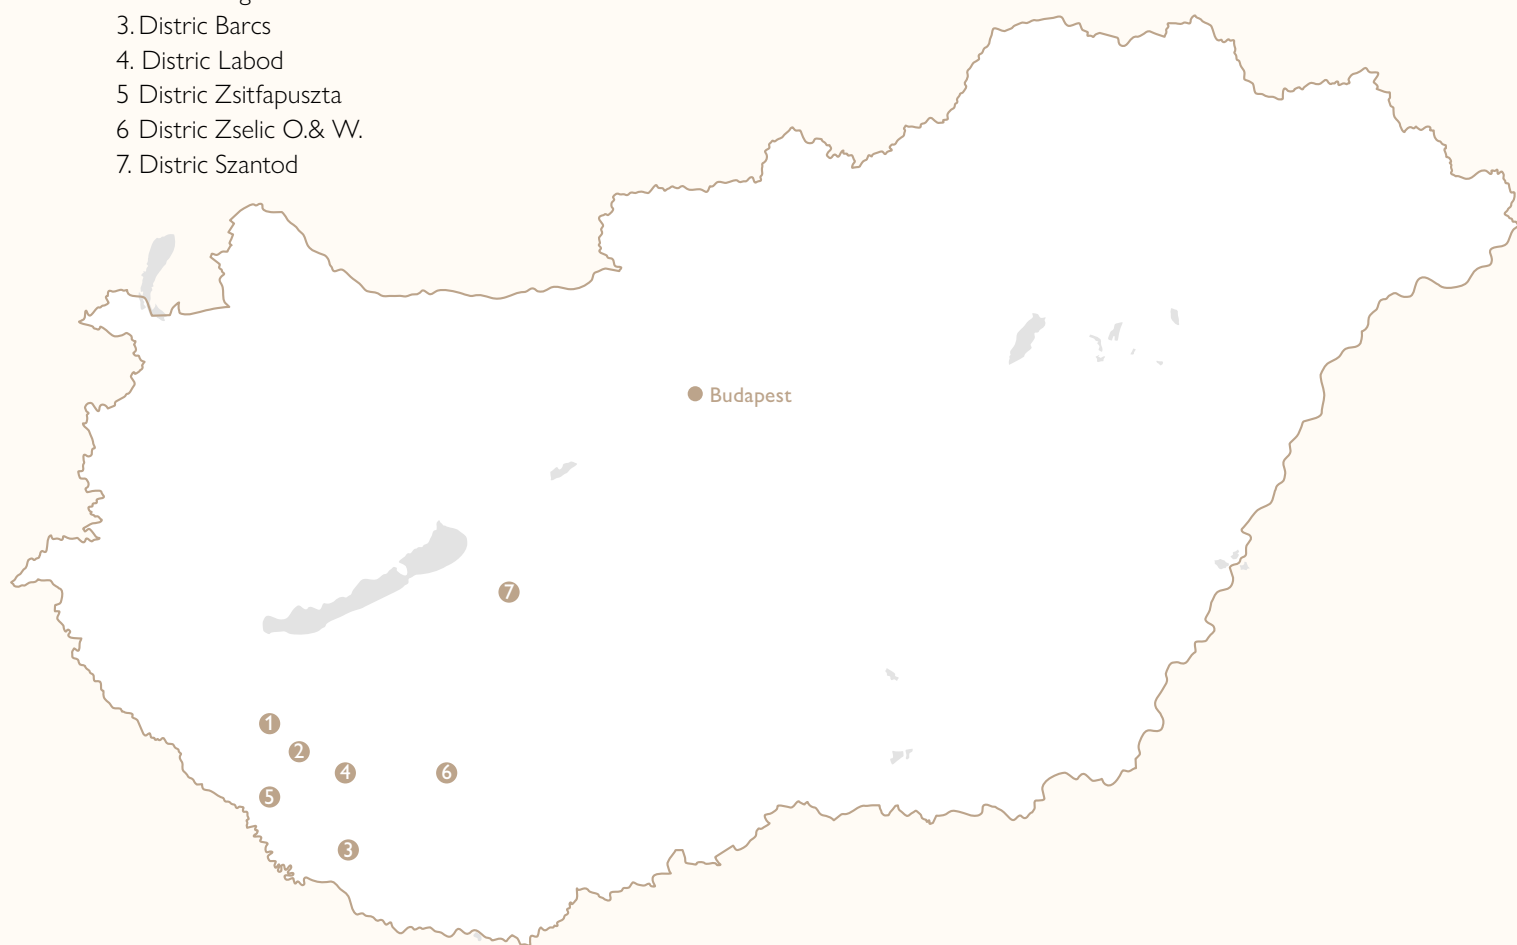 3. Distric Barcs
4. Distric Labod
5 Distric Zsitfapuszta
6 Distric Zselic O.& W.
7. Distric Szantod
Budapest
7
1
2
4
6
5
3